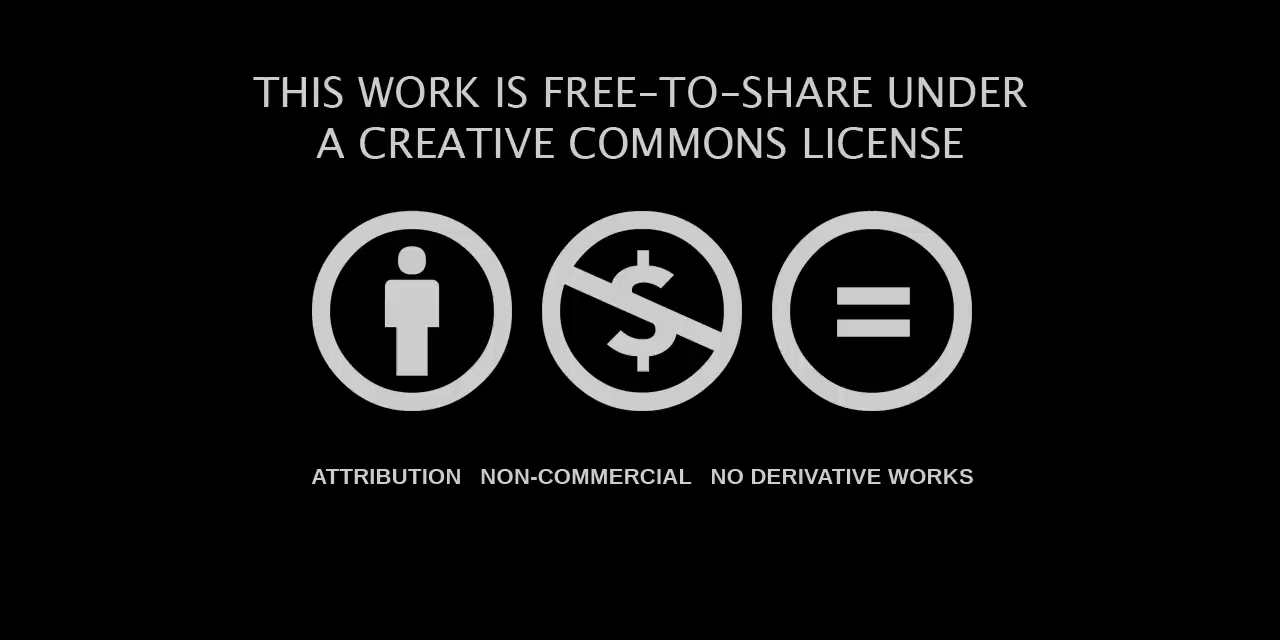 THIS WORK IS FREE-TO-SHARE UNDER
A CREATIVE COMMONS LICENSE
$
=
ATTRIBUTION NON-COMMERCIAL NO DERIVATIVE WORKS